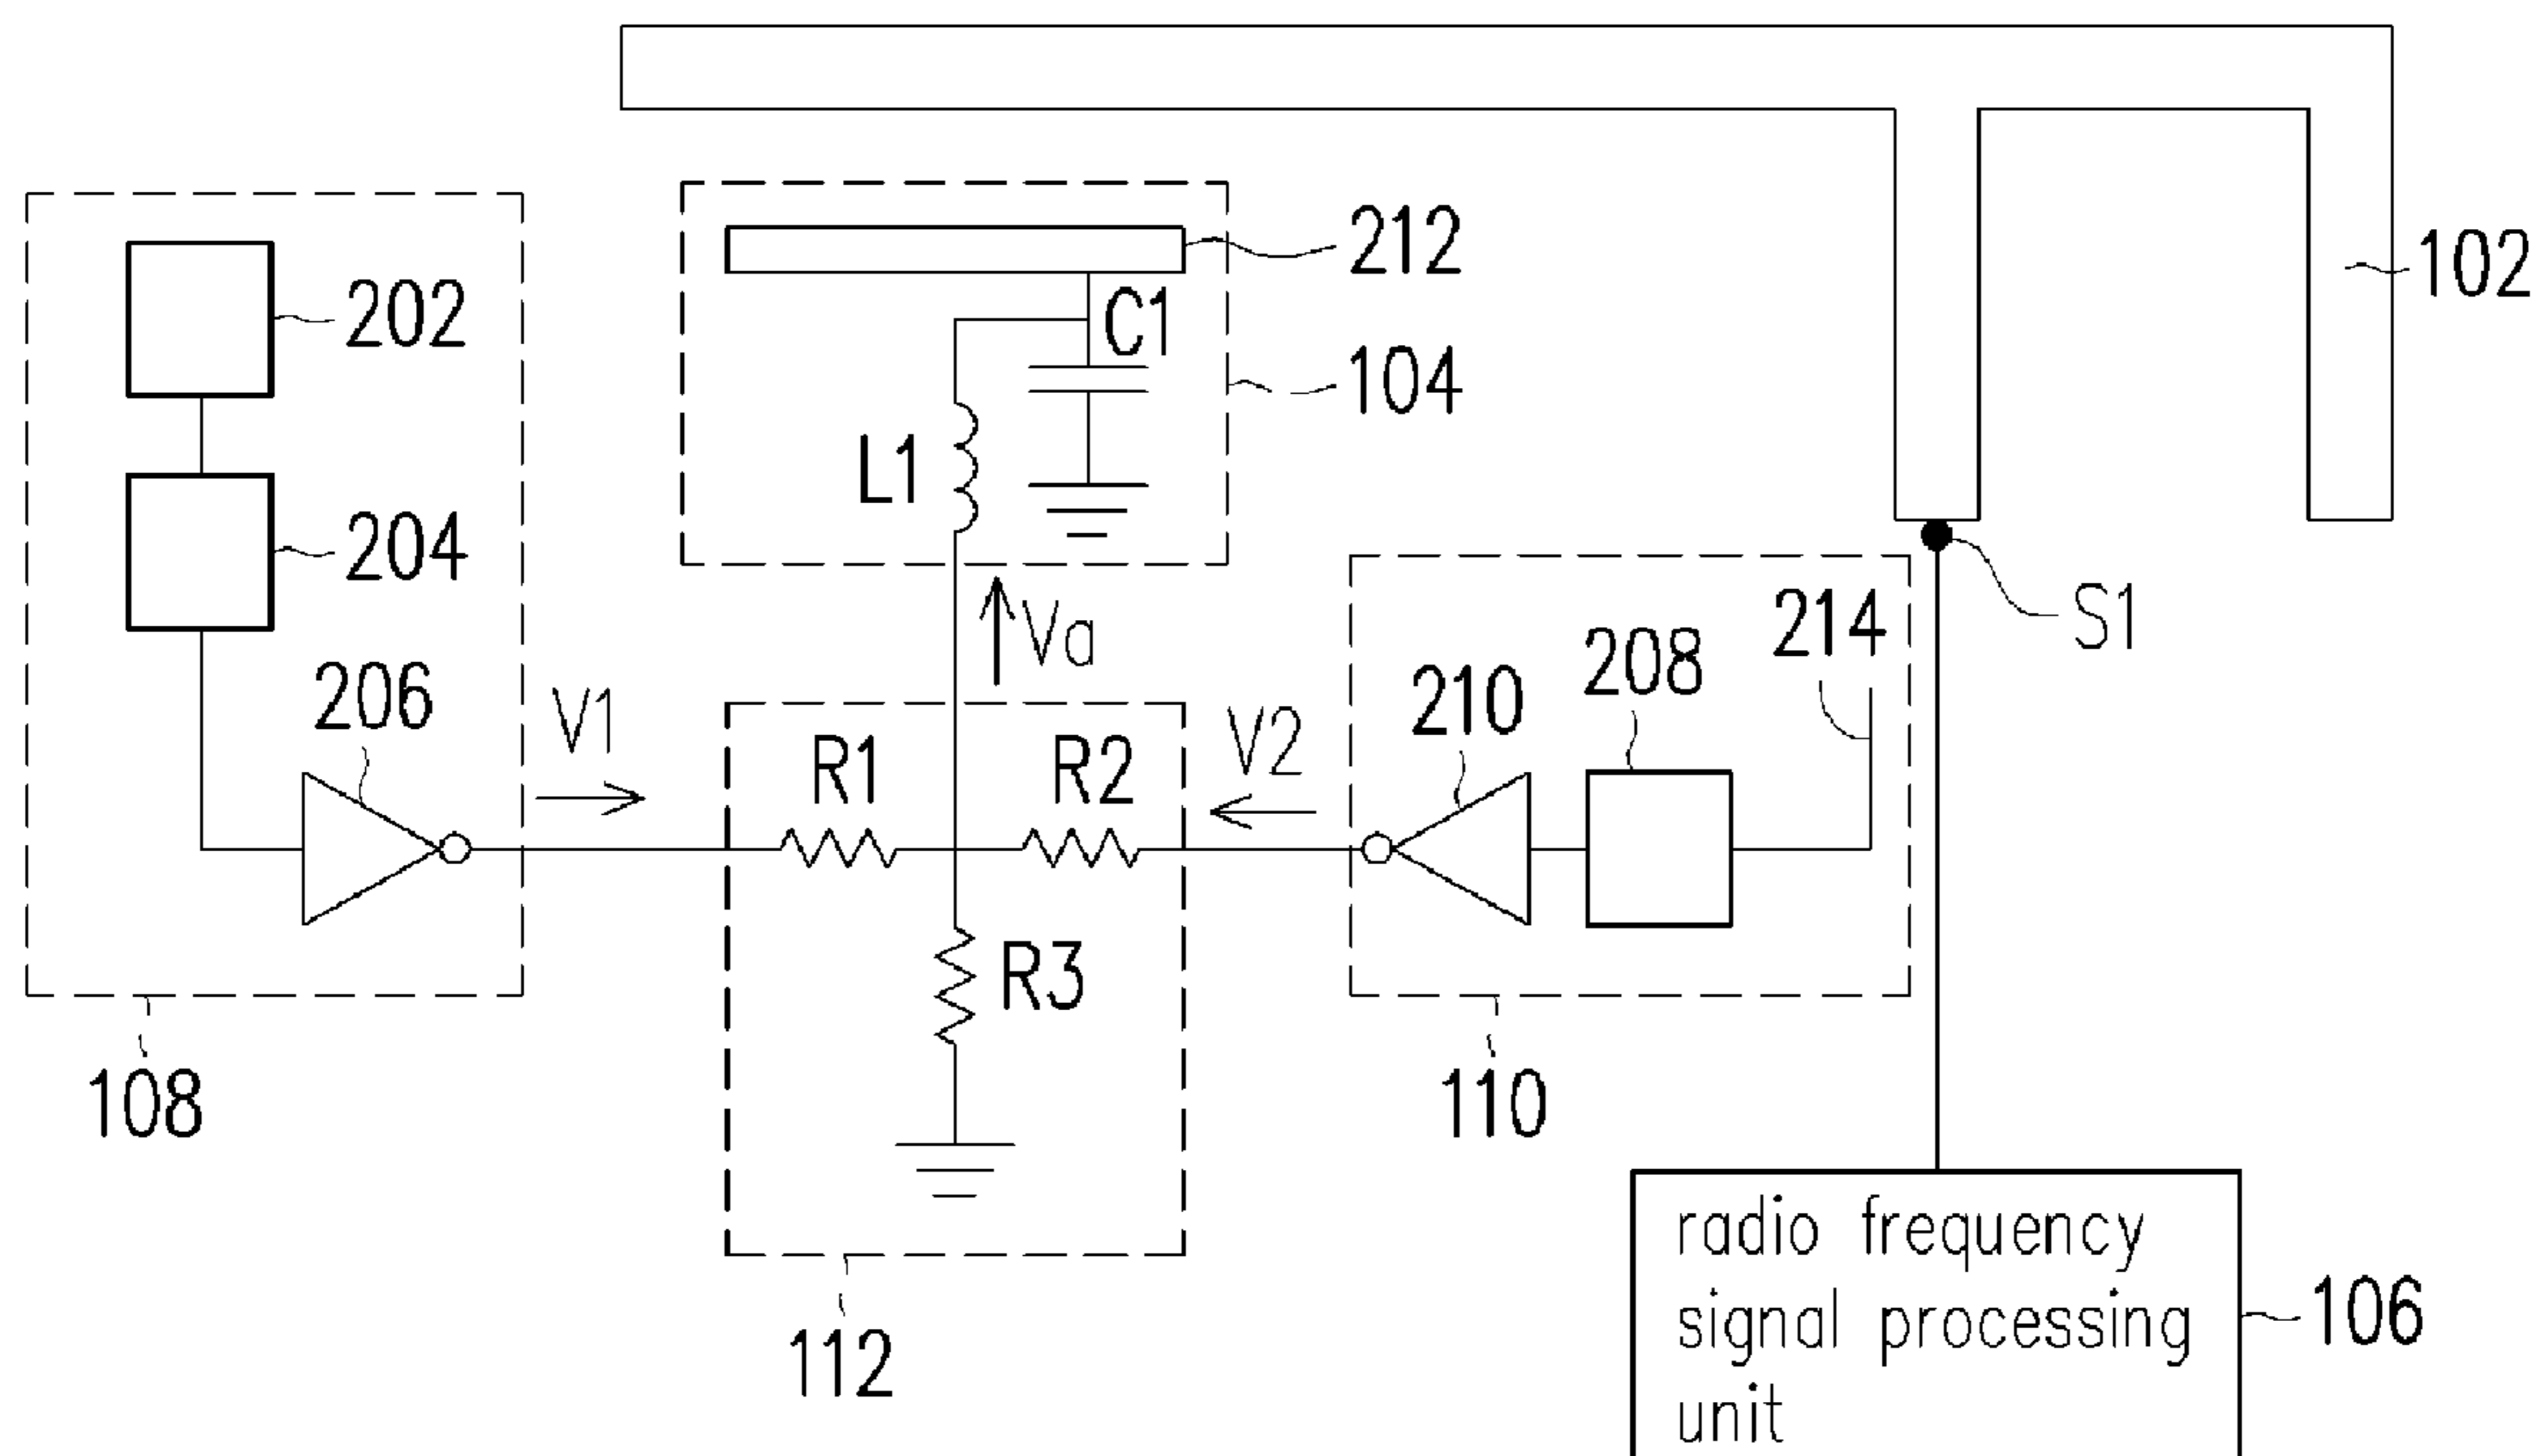 212
102
202
C1
104
L1
204
S1
Va
214
208
206
210
V1
V2
R1
R2
R3
108
110
112
radio frequency
signal processing
unit
106